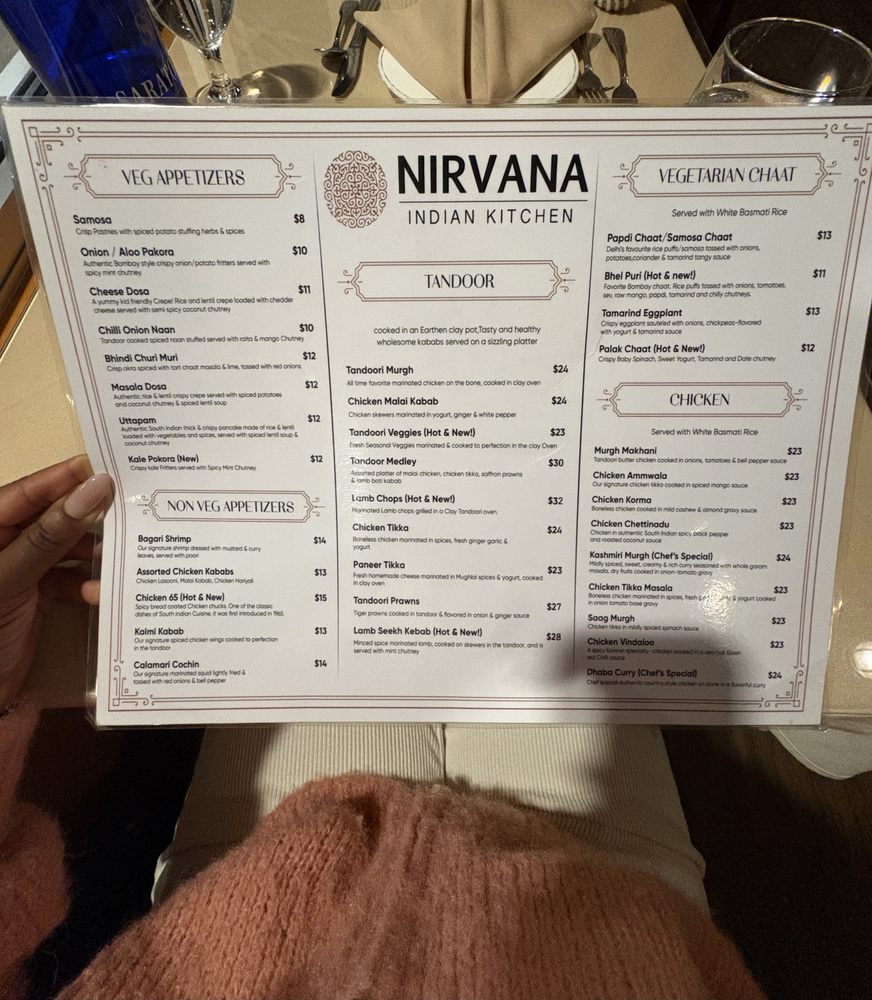 SARATO
NIRVANA
INDIAN KITCHEN
VEG APPETIZERS
Samosa $8
Crisp Pastries with spiced potato stuffing herbs & spices
Onion / Aloo Pakora $10
Authentic Bombay style crispy onion/potato fritters served with
spicy mint chutney
Cheese Dosa $11
A yummy kid friendly Crepe! Rice and lentil crepe loaded with cheddar
cheese served with semi spicy coconut chutney
Chilli Onion Naan $10
Tandoor cooked spiced naan stuffed served with raita & mango Chutney
Bhindi Churi Muri $12
Crisp okra spiced with tart chaat masala & lime, tossed with red onions
Masala Dosa $12
Authentic rice & lentil crispy crepe served with spiced potatoes
and coconut chutney & spiced lentil soup
Uttapam $12
Authentic South Indian thick & crispy pancake made of rice & lentil
loaded with vegetables and spices, served with spiced lentil soup &
coconut chutney
Kale Pokora (New) $12
Crispy kale Fritters served with Spicy Mint Chutney
NON VEG APPETIZERS
Bagari Shrimp $14
Our signature shrimp dressed with mustard & curry
leaves, served with poori
Assorted Chicken Kababs $13
Chicken Lasooni, Malai Kabab, Chicken Hariyali
Chicken 65 (Hot & New) $15
Spicy bread coated Chicken chucks. One of the classic
dishes of South Indian Cuisine, it was first introduced in 1965
Kalmi Kabab $13
Our signature spiced chicken wings cooked to perfection
in the tandoor
Calamari Cochin $14
Our signature marinated squid lightly fried &
tossed with red onions & bell pepper
TANDOOR
cooked in an Earthen clay pot,Tasty and healthy
wholesome kababs served on a sizzling platter
Tandoori Murgh $24
All time favorite marinated chicken on the bone, cooked in clay oven
Chicken Malai Kabab $24
Chicken skewers marinated in yogurt, ginger & white pepper
Tandoori Veggies (Hot & New!) $23
Fresh Seasonal Veggies marinated & cooked to perfection in the clay Oven
Tandoor Medley $30
Assorted platter of malai chicken, chicken tikka, saffron prawns
& lamb boti kabab
Lamb Chops (Hot & New!) $32
Marinated Lamb chops grilled in a Clay Tandoori oven.
Chicken Tikka $24
Boneless chicken marinated in spices, fresh ginger garlic &
yogurt
Paneer Tikka $23
Fresh homemade cheese marinated in Mughlai spices & yogurt, cooked
in clay oven
Tandoori Prawns $27
Tiger prawns cooked in tandoor & flavored in onion & ginger sauce
Lamb Seekh Kebab (Hot & New!) $28
Minced spice marinated lamb, cooked on skewers in the tandoor, and is
served with mint chutney
VEGETARIAN CHAAT
Served with White Basmati Rice
Papdi Chaat/Samosa Chaat $13
Delhi's favourite rice puffs/samosa tossed with onions,
potatoes,coriander & tamarind tangy sauce
Bhel Puri (Hot & new!) $11
Favorite Bombay chaat. Rice puffs tossed with onions, tomatoes,
sev, raw mango, papdi, tamarind and chilly chutneys.
Tamarind Eggplant $13
Crispy eggplant sauteed with onions, chickpeas-flavored
with yogurt & tamarind sauce
Palak Chaat (Hot & New!) $12
Crispy Baby Spinach, Sweet Yogurt, Tamarind and Date chutney
CHICKEN
Served with White Basmati Rice
Murgh Makhani $23
Tandoori butter chicken cooked in onions, tomatoes & bell pepper sauce
Chicken Ammwala $23
Our signature chicken tikka cooked in spiced mango sauce
Chicken Korma $23
Boneless chicken cooked in mild cashew & almond gravy sauce
Chicken Chettinadu $23
Chicken in authentic South Indian spicy black pepper
and roasted coconut sauce
Kashmiri Murgh (Chef's Special) $24
Mildly spiced, sweet, creamy & rich curry seasoned with whole garam
masala, dry fruits cooked in onion-tomato gravy
Chicken Tikka Masala $23
Boneless chicken marinated in spices, fresh & yogurt cooked
in onion tomato base gravy
Saag Murgh $23
Chicken tikka in mildly spiced spinach sauce
Chicken Vindaloo $23
A spicy Konkan specialty -chicken cooked in a very hot Goan
red Chilli sauce
Dhaba Curry (Chef's Special) $24
Chef special authentic country style chicken on bone in a flavorful curry